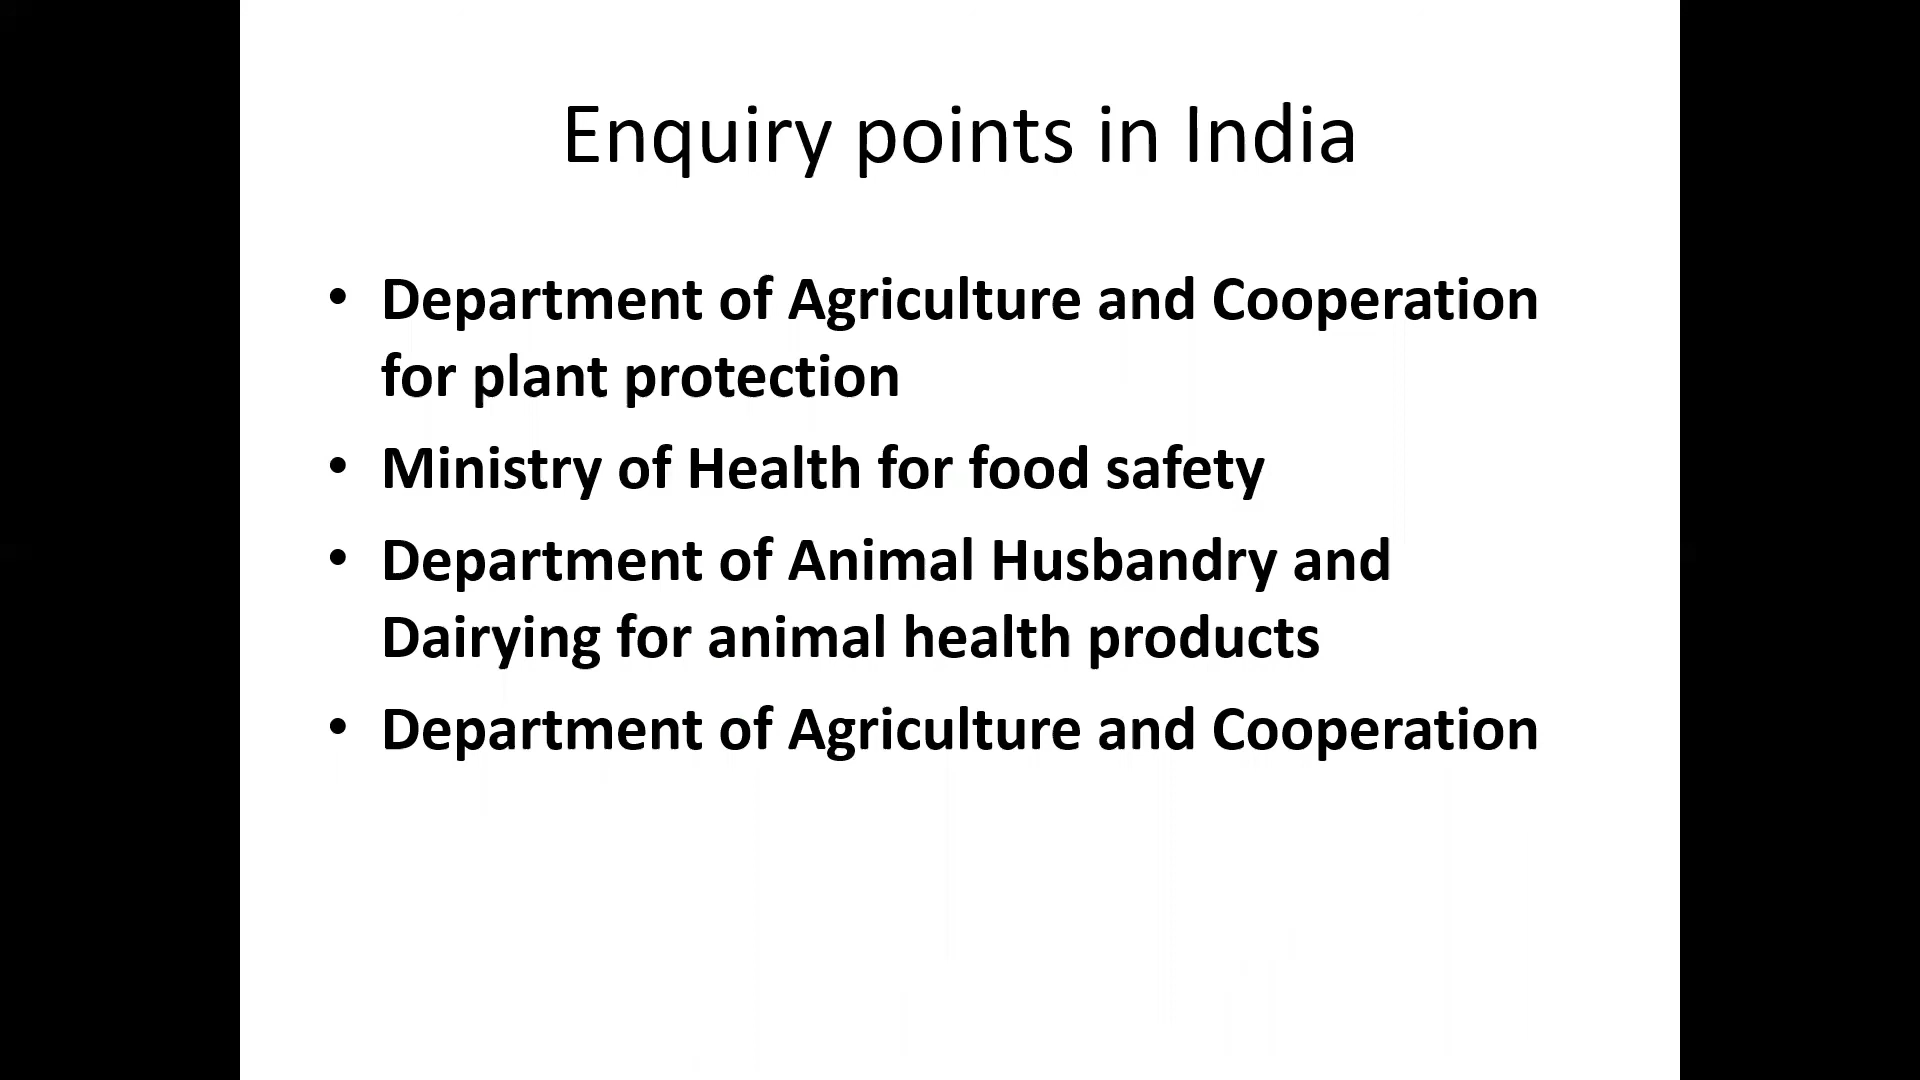 Enquiry points in India
• Department of Agriculture and Cooperation
for plant protection
• Ministry of Health for food safety
• Department of Animal Husbandry and
Dairying for animal health products
• Department of Agriculture and Cooperation